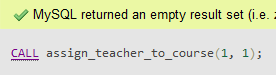 MySQL returned an empty result set (i.e.
CALL assign_teacher_to_course(1, 1);